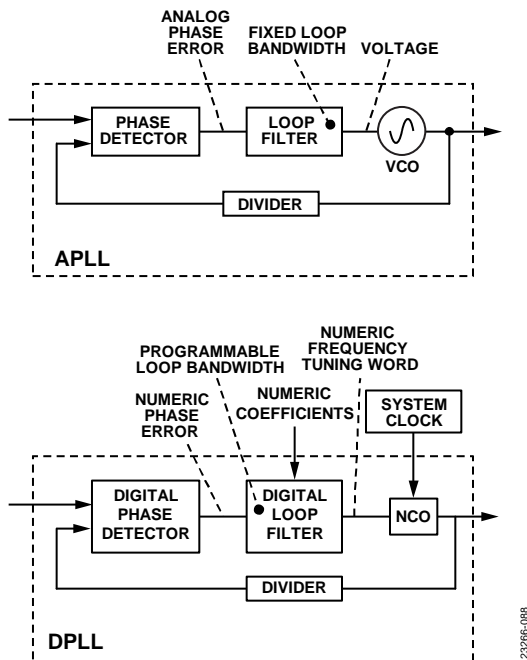 ANALOG
PHASE
ERROR
FIXED LOOP
BANDWIDTH
VOLTAGE
PHASE
DETECTOR
LOOP
FILTER
VCO
DIVIDER
APLL
PROGRAMMABLE
LOOP BANDWIDTH
NUMERIC
FREQUENCY
TUNING WORD
NUMERIC
PHASE
ERROR
NUMERIC
COEFFICIENTS
SYSTEM
CLOCK
DIGITAL
PHASE
DETECTOR
DIGITAL
LOOP
FILTER
NCO
DIVIDER
DPLL
23266-088